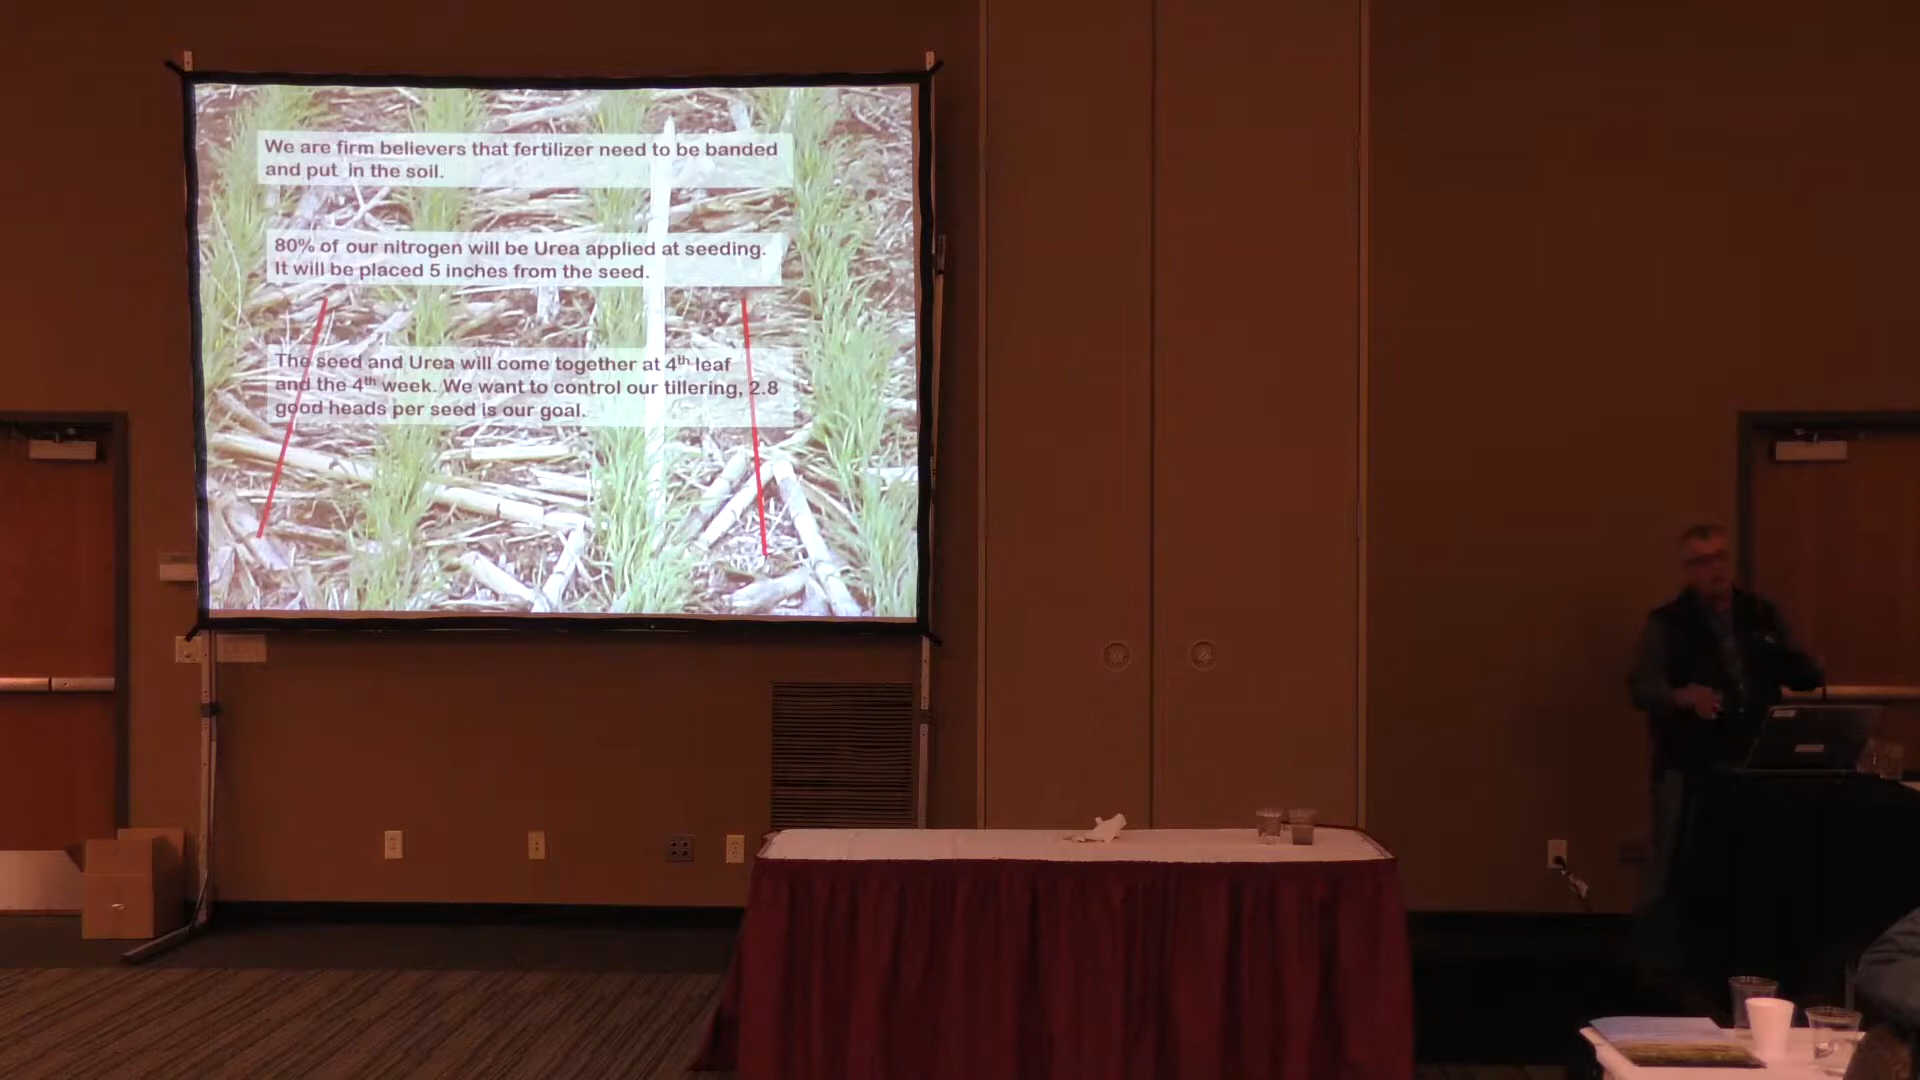 We are firm believers that fertilizer need to be banded
and put in the soil.
80% of our nitrogen will be Urea applied at seeding.
It will be placed 5 inches from the seed.
The seed and Urea will come together at 4th leaf
and the 4th week. We want to control our tillering, 2.8
good heads per seed is our goal.